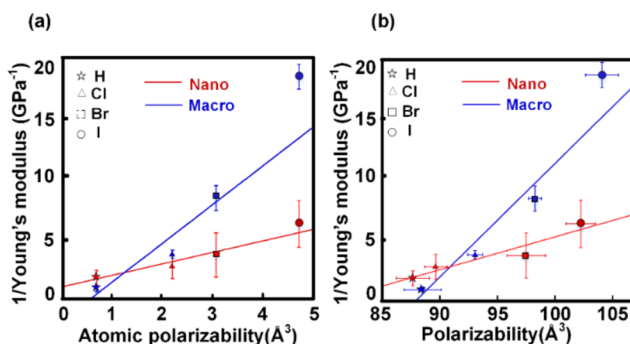 (a)
(b)
1/Young's modulus (GPa⁻¹)
20
15
10
5
0
H
Cl
Br
I
Nano
Macro
0 1 2 3 4 5
Atomic polarizability(Å³)
1/Young's modulus (GPa⁻¹)
20
15
10
5
0
H
Cl
Br
I
Nano
Macro
85 90 95 100 105
Polarizability(Å³)